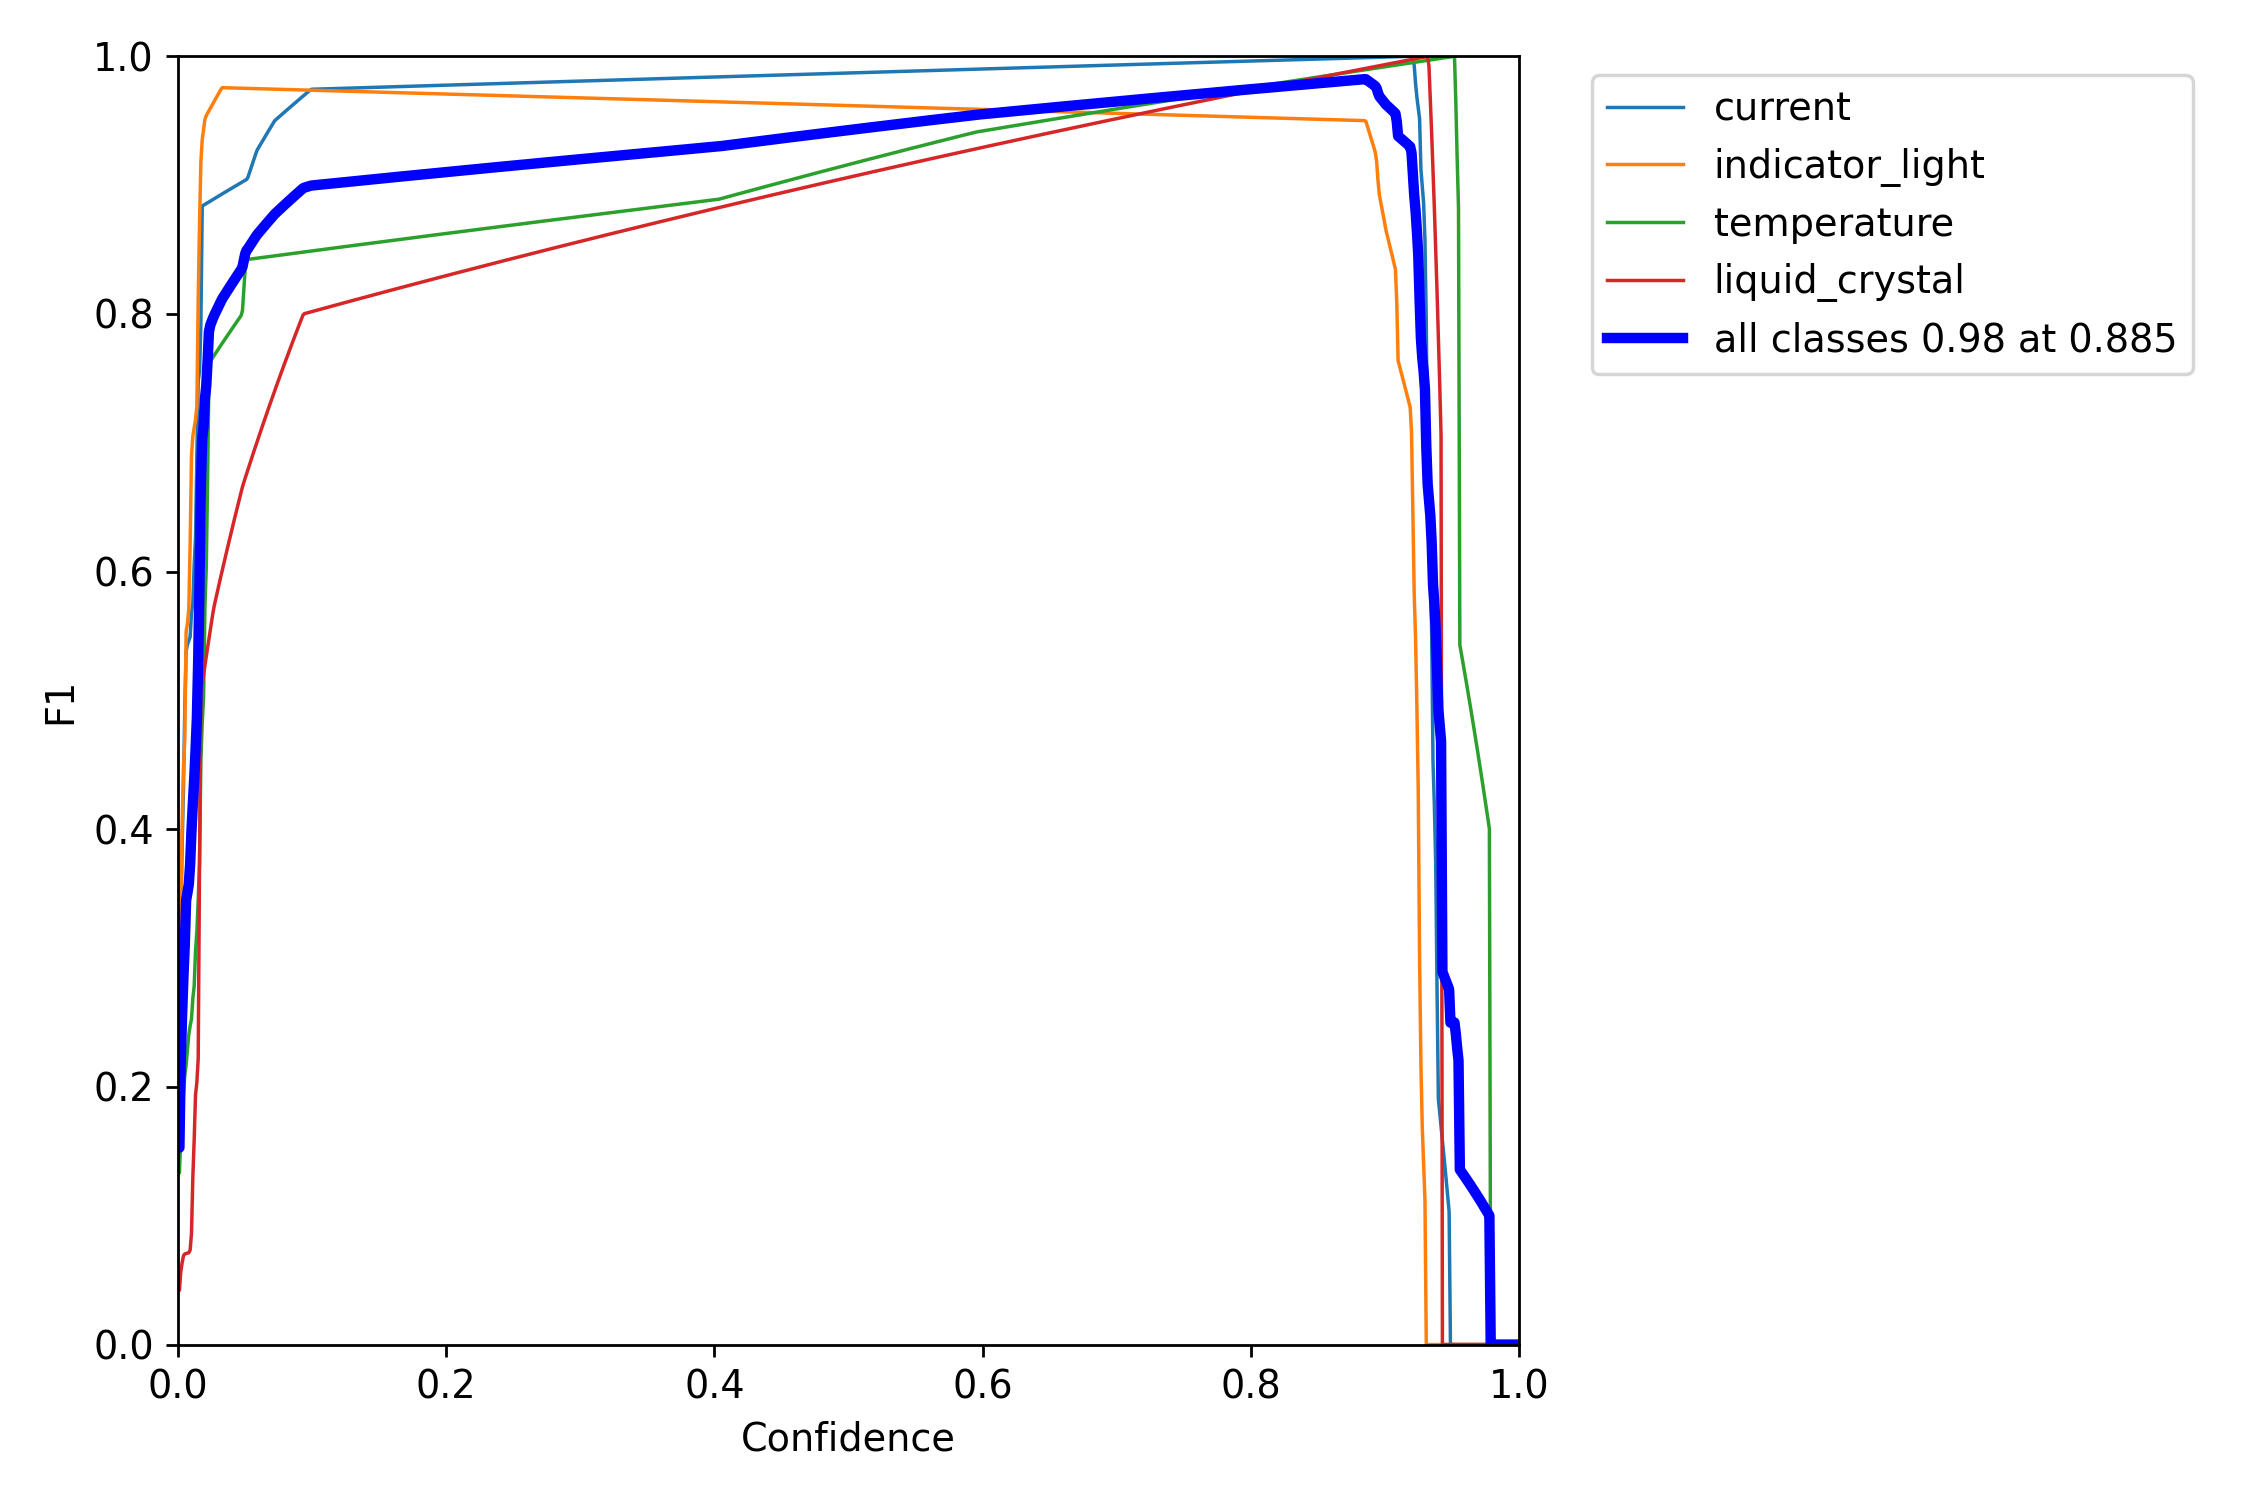 1.0
0.8
0.6
0.4
0.2
0.0
F1
0.0 0.2 0.4 0.6 0.8 1.0
Confidence
current
indicator_light
temperature
liquid_crystal
all classes 0.98 at 0.885